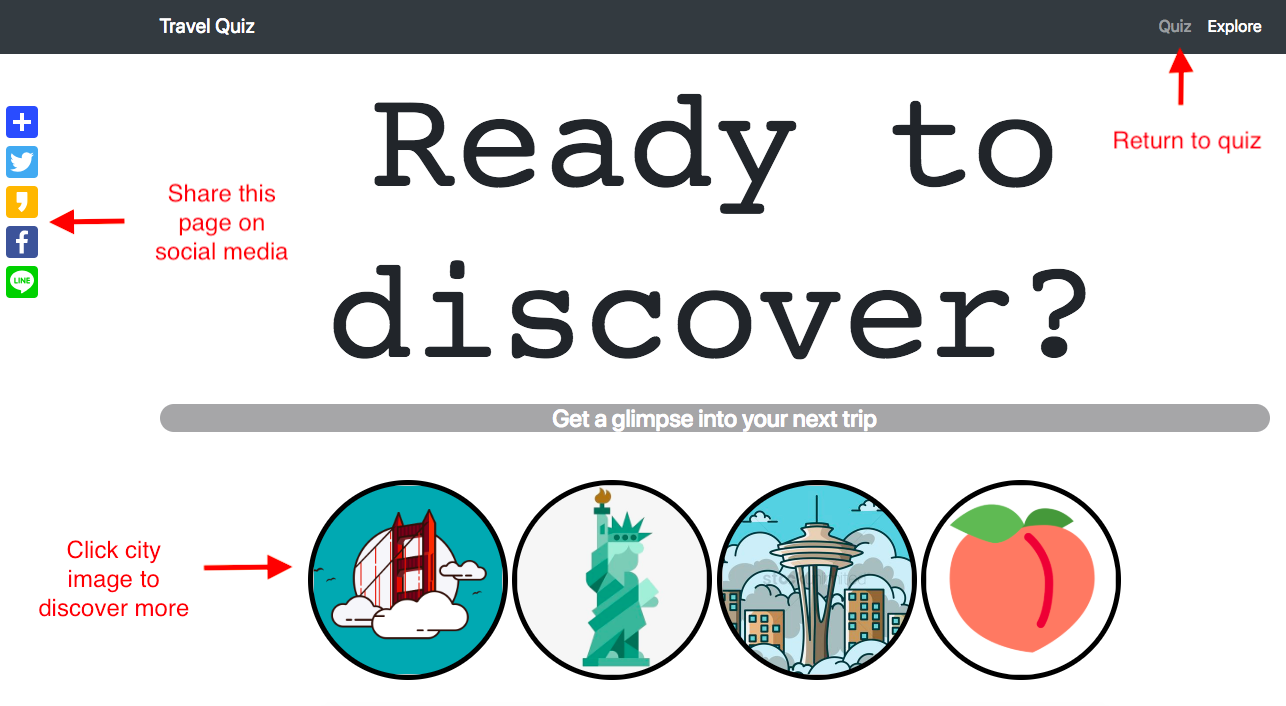 Travel Quiz
Quiz Explore
Return to quiz
Ready to
discover?
Share this
page on
social media
LINE
Get a glimpse into your next trip
Click city
image to
discover more